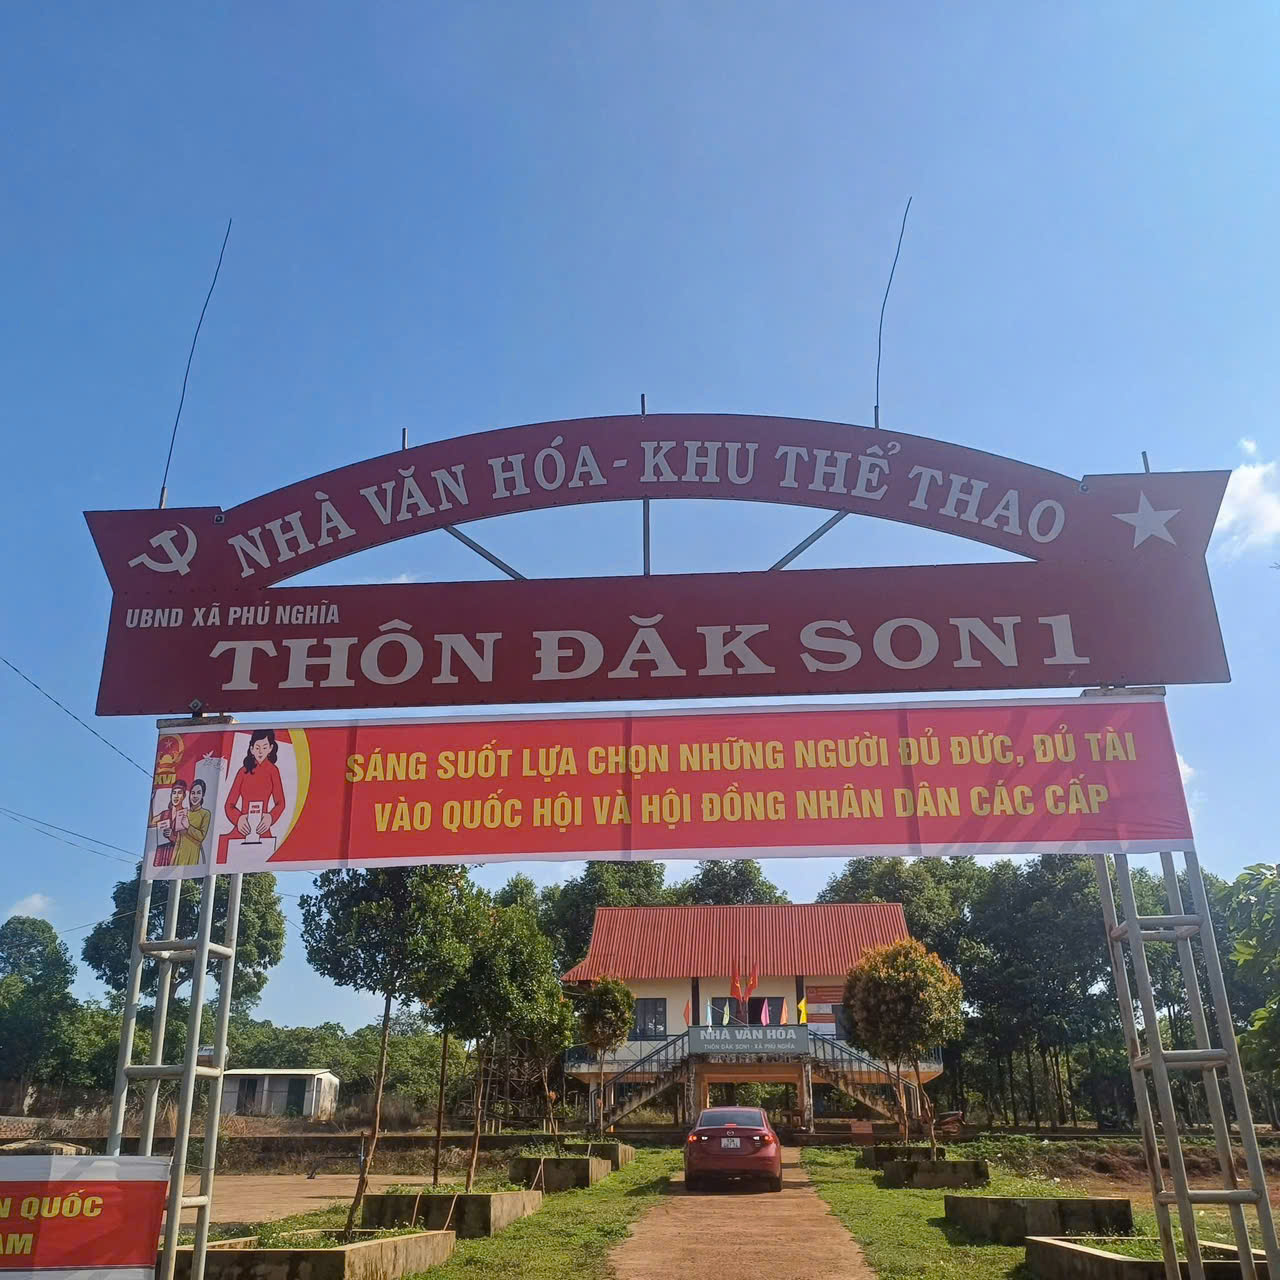 NHÀ VĂN HÓA - KHU THỂ THAO
UBND XÃ PHÚ NGHĨA
THÔN ĐĂK SON 1
SÁNG SUỐT LỰA CHỌN NHỮNG NGƯỜI ĐỦ ĐỨC, ĐỦ TÀI
VÀO QUỐC HỘI VÀ HỘI ĐỒNG NHÂN DÂN CÁC CẤP
NHÀ VĂN HÓA
THÔN ĐĂK SON1 - XÃ PHÚ NGHĨA
N QUỐC
AM